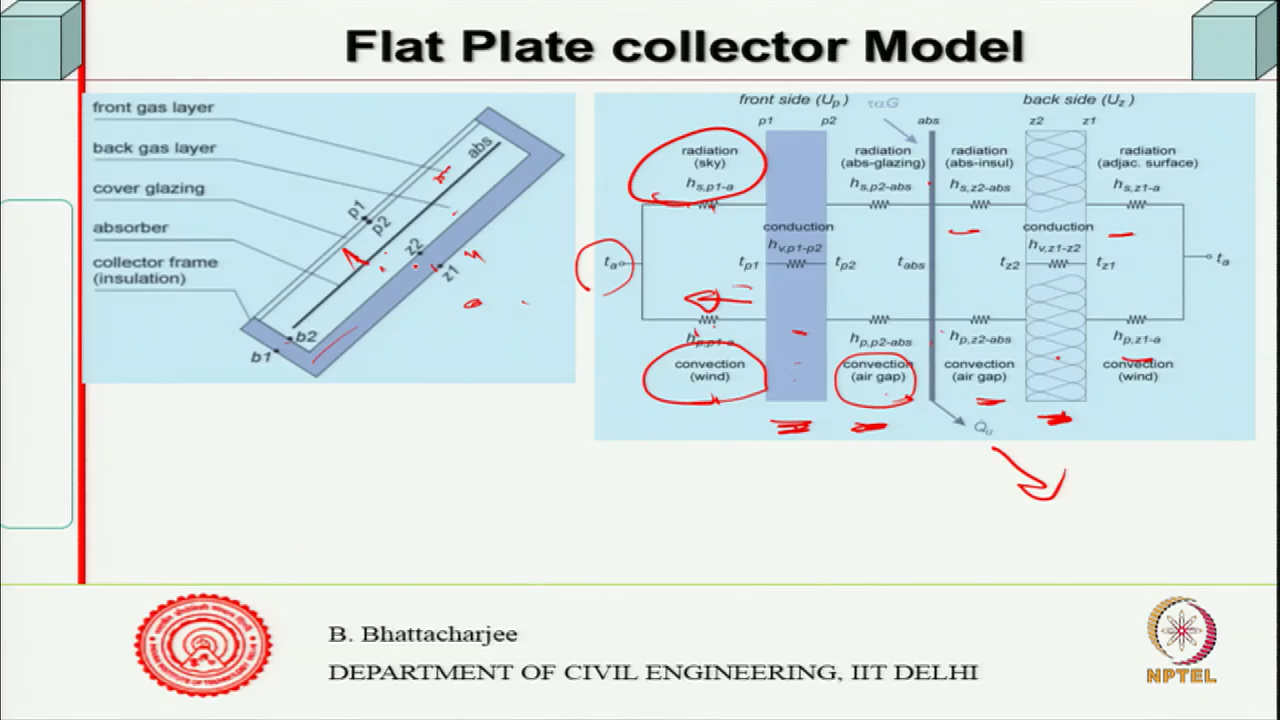 Flat Plate collector Model
front gas layer
back gas layer
cover glazing
absorber
collector frame
(insulation)
abs
p1
p2
z2
z1
b2
b1
front side (Up)
ταG
back side (Uz)
p1
p2
abs
z2
z1
radiation
(sky)
hs,p1-a
radiation
(abs-glazing)
hs,p2-abs
radiation
(abs-insul)
hs,z2-abs
radiation
(adjac. surface)
hs,z1-a
conduction
hv,p1-p2
conduction
hv,z1-z2
ta
tp1
tp2
tabs
tz2
tz1
ta
hp,p1-a
convection
(wind)
hp,p2-abs
convection
(air gap)
hp,z2-abs
convection
(air gap)
hp,z1-a
convection
(wind)
Q̇u
B. Bhattacharjee
DEPARTMENT OF CIVIL ENGINEERING, IIT DELHI
NPTEL